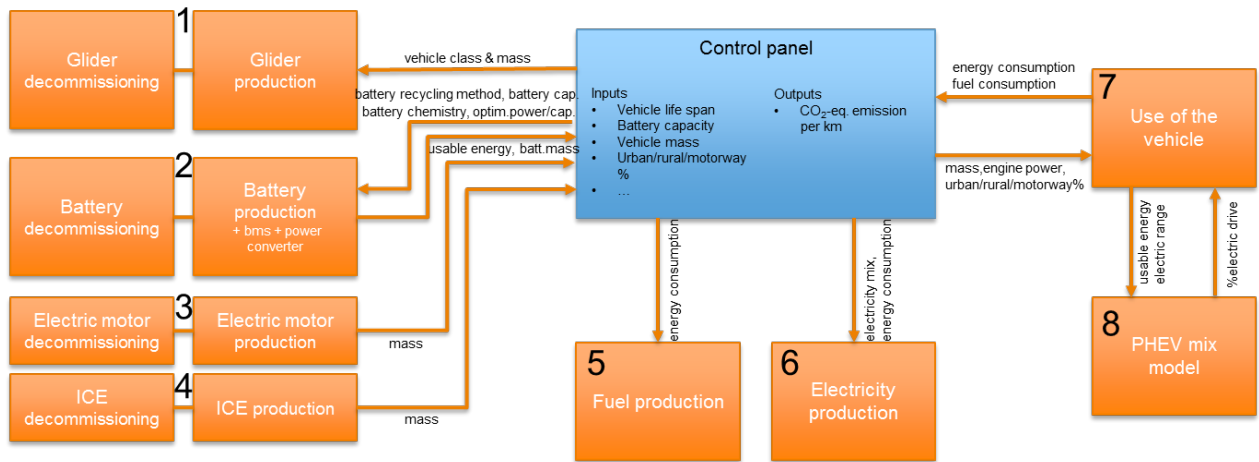 1
Glider
decommissioning
Glider
production
vehicle class & mass
battery recycling method, battery cap.
battery chemistry, optim.power/cap.
usable energy, batt.mass
2
Battery
decommissioning
Battery
production
+ bms + power
converter
3
Electric motor
decommissioning
Electric motor
production
mass
4
ICE
decommissioning
ICE production
mass
Control panel
Inputs
• Vehicle life span
• Battery capacity
• Vehicle mass
• Urban/rural/motorway
%
• ...
Outputs
• CO₂-eq. emission
per km
energy consumption
electricity mix,
energy consumption
5
Fuel production
6
Electricity
production
energy consumption
fuel consumption
mass,engine power,
urban/rural/motorway%
7
Use of the
vehicle
usable energy
electric range
%electric drive
8
PHEV mix
model